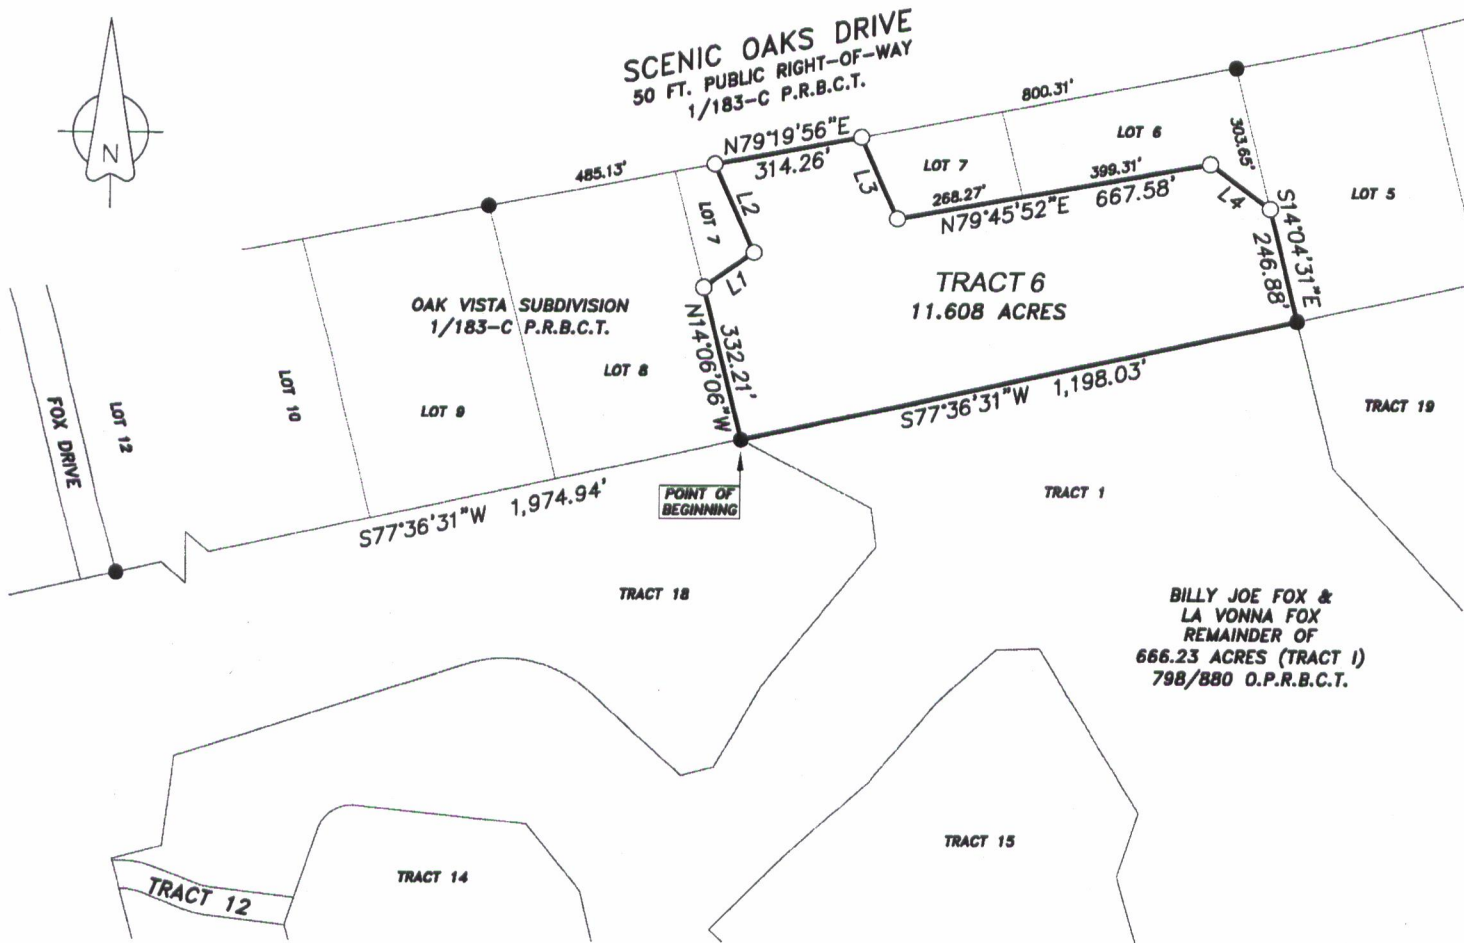 SCENIC OAKS DRIVE
50 FT. PUBLIC RIGHT-OF-WAY
1/183-C P.R.B.C.T.
N
485.13'
N79°19'56"E
314.26'
800.31'
LOT 7
LOT 6
303.65'
LOT 5
L2
L3
L4
L1
LOT 7
268.27'
399.31'
N79°45'52"E 667.58'
S14°04'31"E
246.88'
TRACT 6
11.608 ACRES
OAK VISTA SUBDIVISION
1/183-C P.R.B.C.T.
N14°06'06"W
332.21'
LOT 8
LOT 9
LOT 10
LOT 12
FOX DRIVE
S77°36'31"W 1,198.03'
TRACT 19
POINT OF
BEGINNING
S77°36'31"W 1,974.94'
TRACT 1
TRACT 18
BILLY JOE FOX &
LA VONNA FOX
REMAINDER OF
666.23 ACRES (TRACT I)
798/880 O.P.R.B.C.T.
TRACT 15
TRACT 14
TRACT 12